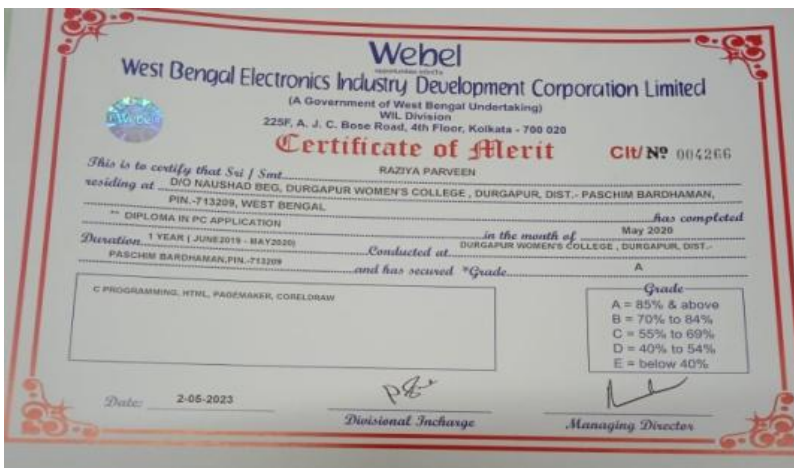 Webel
West Bengal Electronics Industry Development Corporation Limited
(A Government of West Bengal Undertaking)
WIL Division
225F, A. J. C. Bose Road, 4th Floor, Kolkata - 700 020
Certificate of Merit
Clt/ Nº 004266
This is to certify that Sri / Smt. RAZIYA PARVEEN
residing at D/O NAUSHAD BEG, DURGAPUR WOMEN'S COLLEGE , DURGAPUR, DIST.- PASCHIM BARDHAMAN,
PIN.-713209, WEST BENGAL has completed
** DIPLOMA IN PC APPLICATION in the month of May 2020
Duration 1 YEAR ( JUNE2019 - MAY2020) Conducted at DURGAPUR WOMEN'S COLLEGE , DURGAPUR, DIST.-
PASCHIM BARDHAMAN,PIN.-713209 and has secured *Grade A
C PROGRAMMING, HTML, PAGEMAKER, CORELDRAW
Grade
A = 85% & above
B = 70% to 84%
C = 55% to 69%
D = 40% to 54%
E = below 40%
Date: 2-05-2023
Divisional Incharge
Managing Director